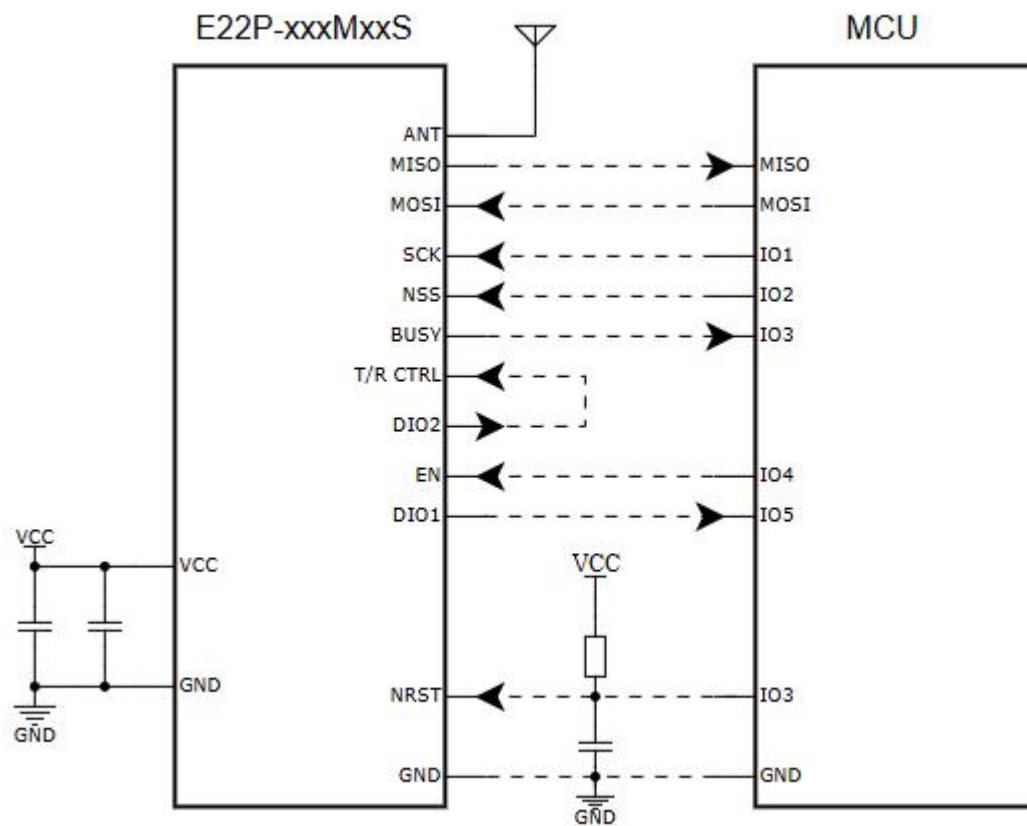 E22P-xxxMxxS
MCU
ANT
MISO MISO
MOSI MOSI
SCK IO1
NSS IO2
BUSY IO3
T/R CTRL
DIO2
EN IO4
DIO1 IO5
VCC
VCC
VCC
GND
GND
NRST IO3
GND GND
GND